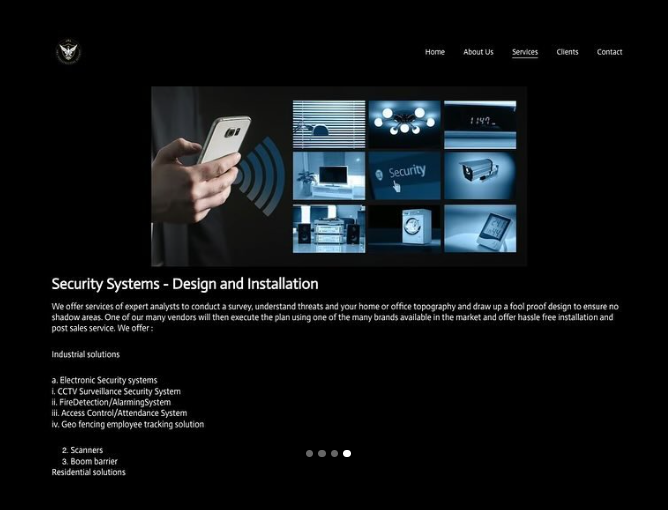 Home About Us Services Clients Contact
1147
Security
Security Systems - Design and Installation
We offer services of expert analysts to conduct a survey, understand threats and your home or office topography and draw up a fool proof design to ensure no
shadow areas. One of our many vendors will then execute the plan using one of the many brands available in the market and offer hassle free installation and
post sales service. We offer :
Industrial solutions
a. Electronic Security systems
i. CCTV Surveillance Security System
ii. FireDetection/AlarmingSystem
iii. Access Control/Attendance System
iv. Geo fencing employee tracking solution
2. Scanners
3. Boom barrier
Residential solutions